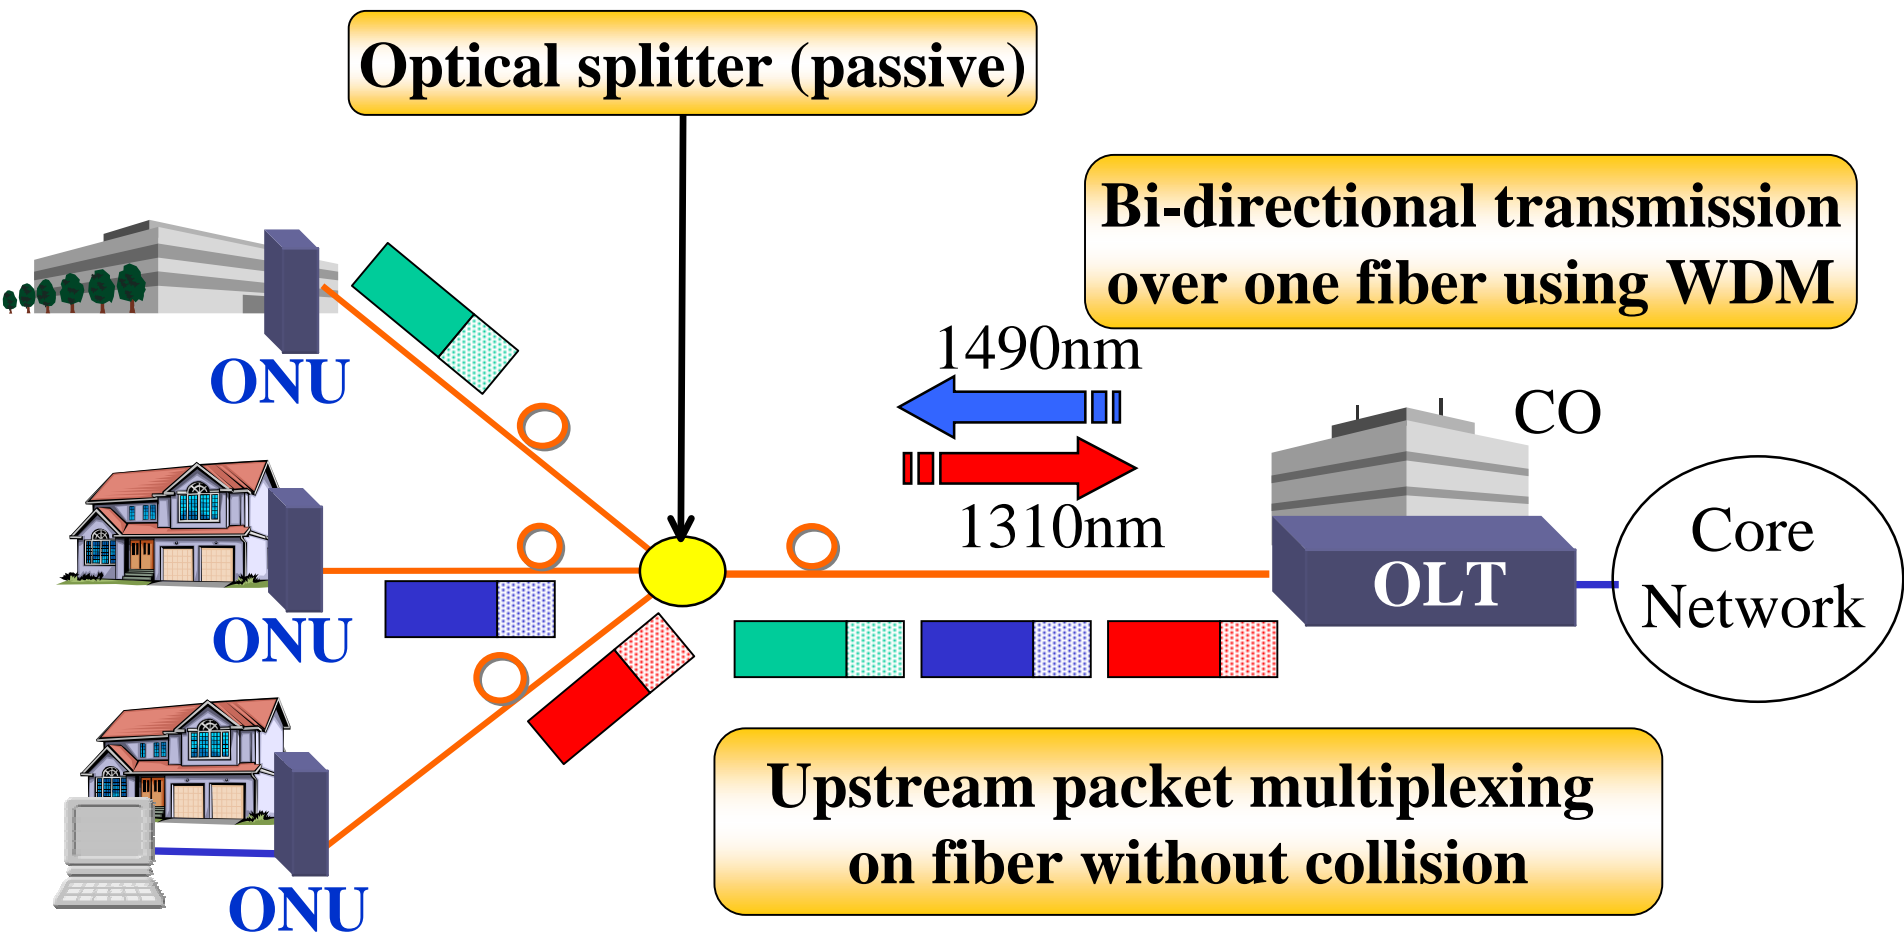 Optical splitter (passive)
Bi-directional transmission
over one fiber using WDM
1490nm
1310nm
CO
ONU
ONU
ONU
OLT
Core
Network
Upstream packet multiplexing
on fiber without collision